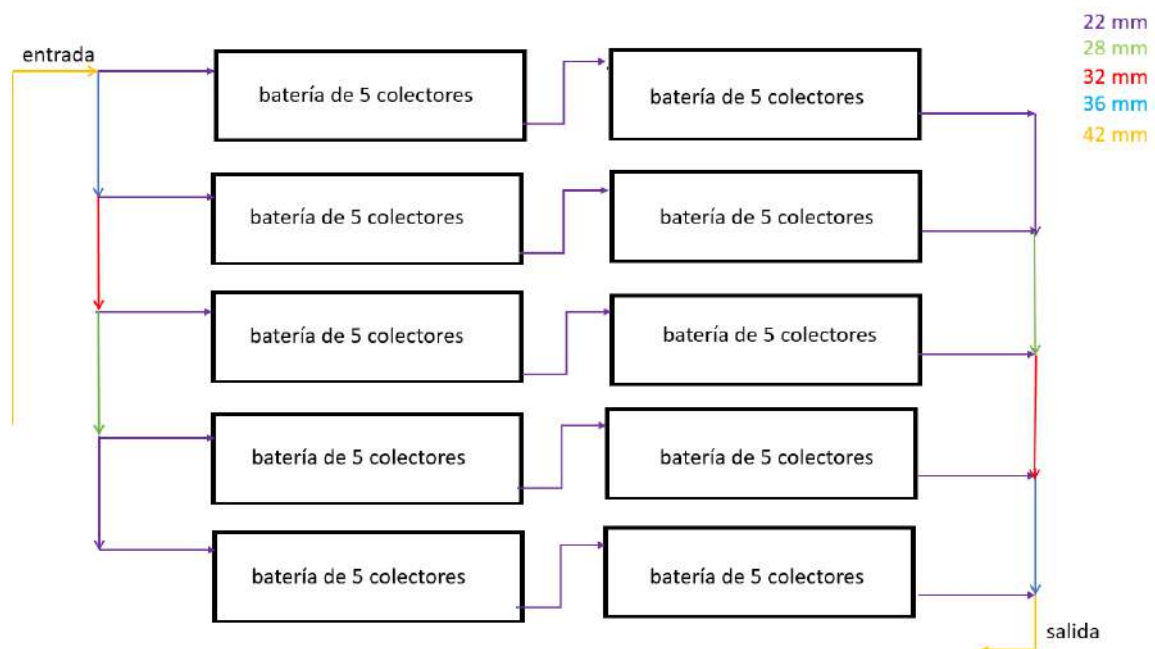 22 mm
28 mm
32 mm
36 mm
42 mm
entrada
batería de 5 colectores
batería de 5 colectores
batería de 5 colectores
batería de 5 colectores
batería de 5 colectores
batería de 5 colectores
batería de 5 colectores
batería de 5 colectores
batería de 5 colectores
batería de 5 colectores
salida